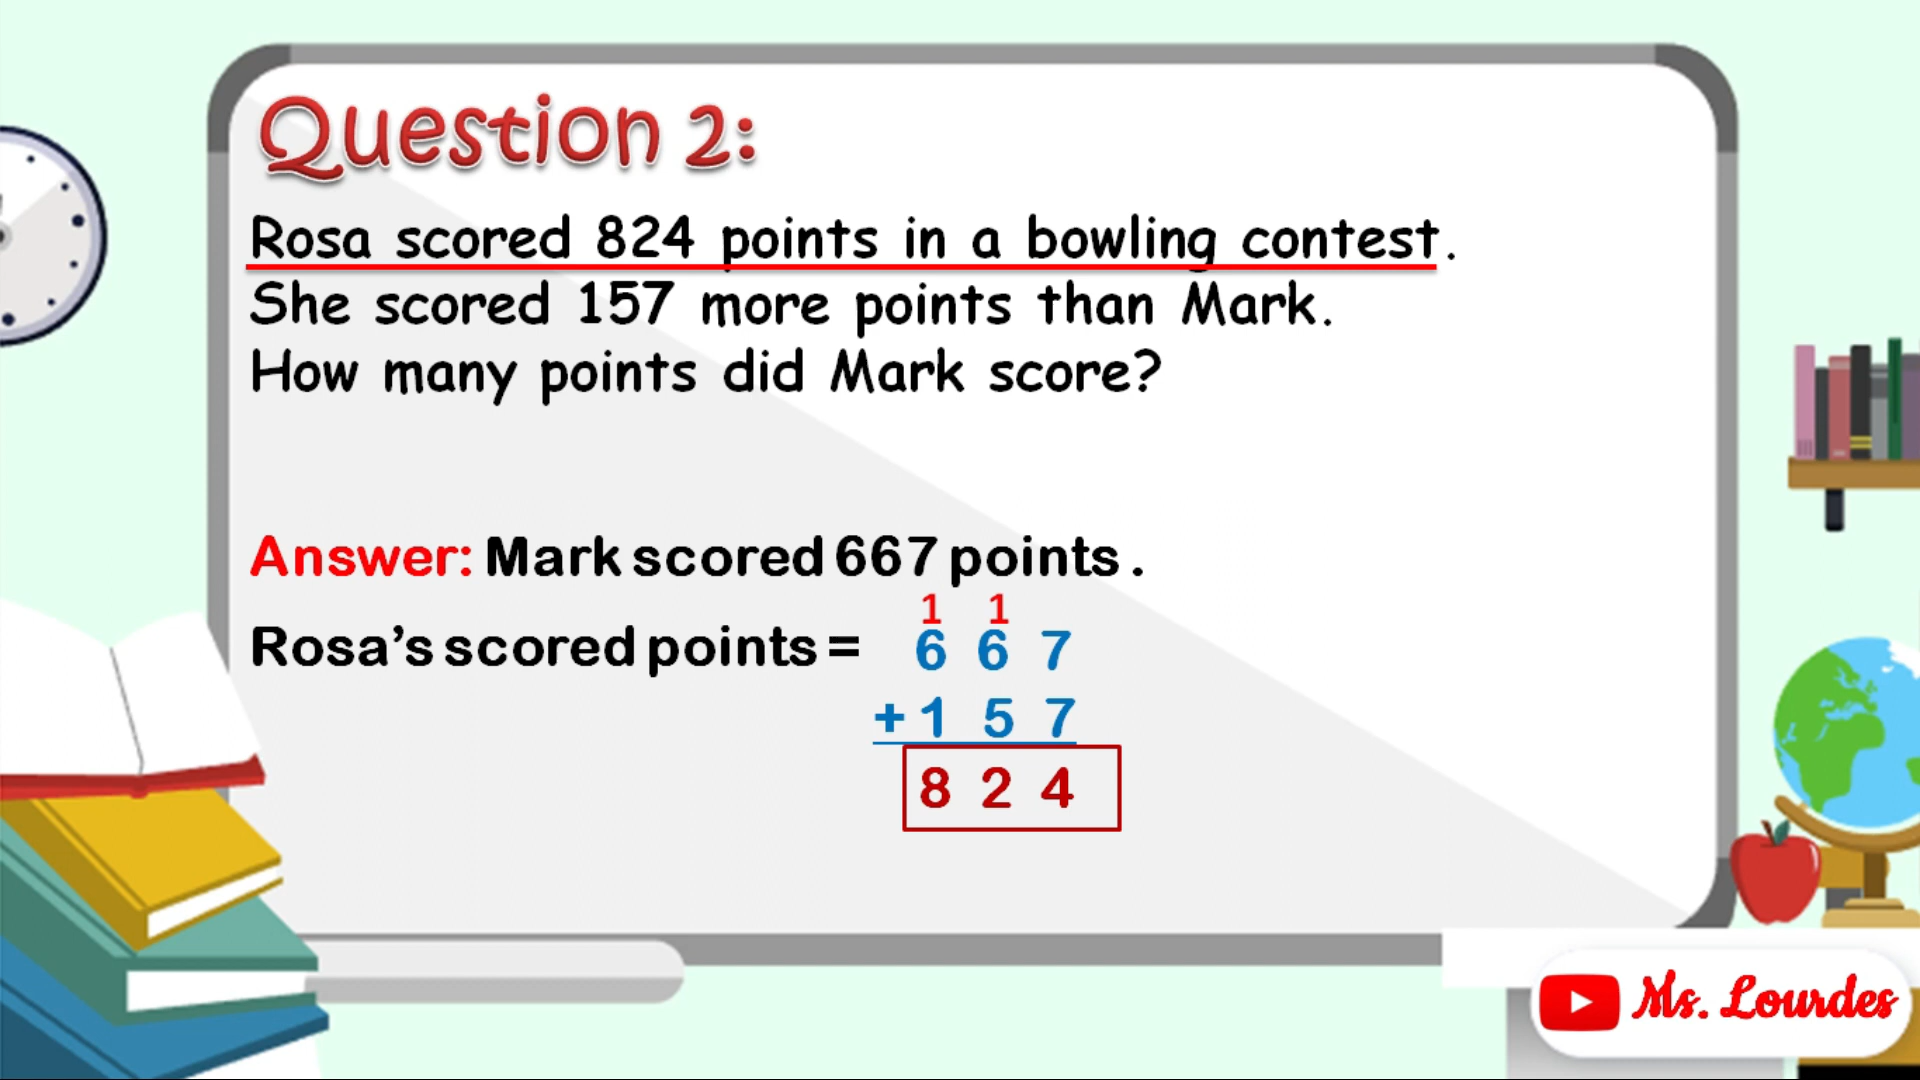 Question 2:
Rosa scored 824 points in a bowling contest.
She scored 157 more points than Mark.
How many points did Mark score?
Answer: Mark scored 667 points .
1 1
Rosa’s scored points = 6 6 7
+ 1 5 7
8 2 4
Ms. Lourdes